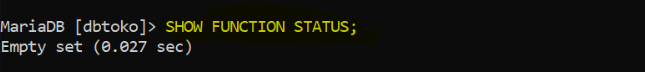 MariaDB [dbtoko]> SHOW FUNCTION STATUS;
Empty set (0.027 sec)